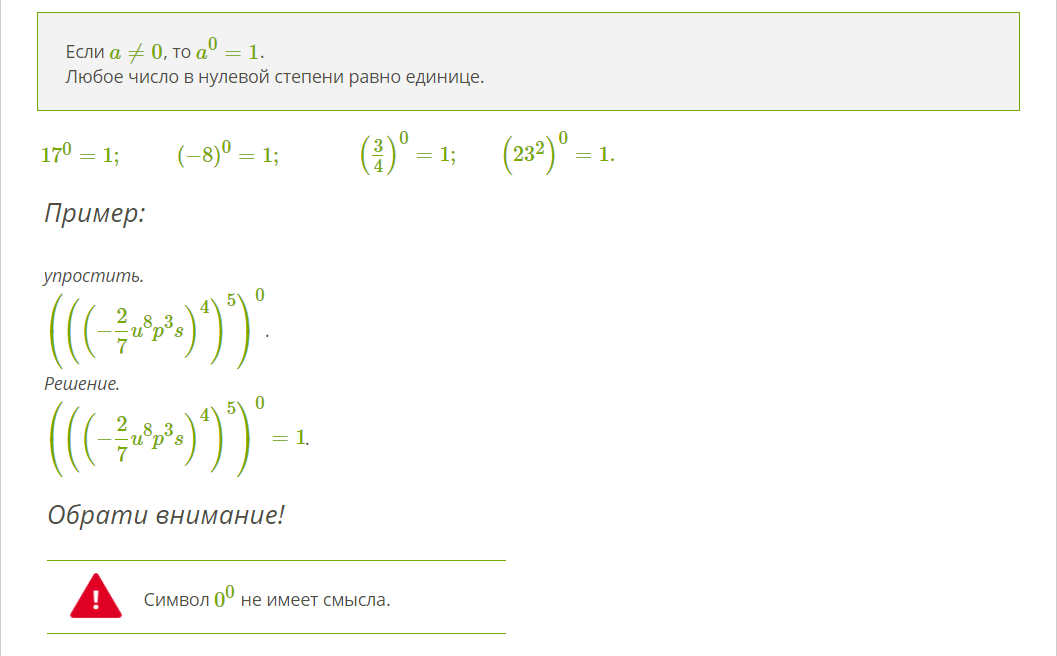 Если a ≠ 0, то a⁰ = 1.
Любое число в нулевой степени равно единице.
17⁰ = 1; (−8)⁰ = 1; (3/4)⁰ = 1; (23²)⁰ = 1.
Пример:
упростить.
(((−2/7 u⁸p³s)⁴)⁵)⁰.
Решение.
(((−2/7 u⁸p³s)⁴)⁵)⁰ = 1.
Обрати внимание!
! Символ 0⁰ не имеет смысла.